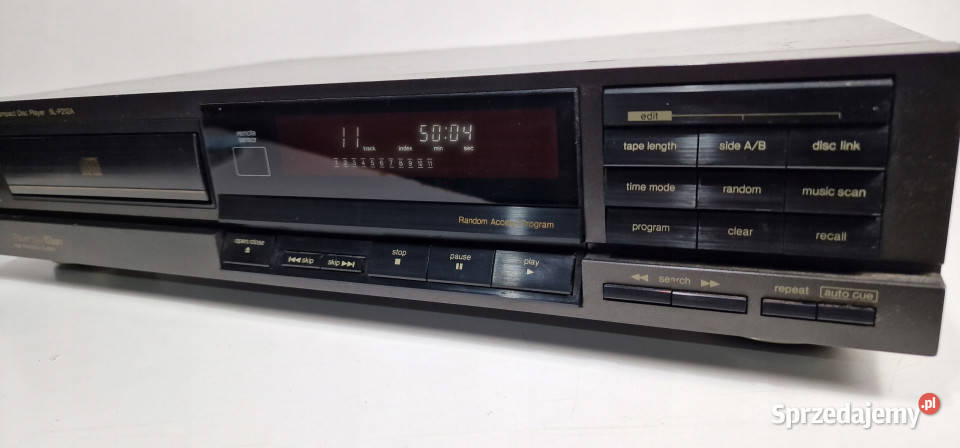 Compact Disc Player SL-P212A
remote
sensor
11 50:04
track index min sec
1 2 3 4 5 6 7 8 9 10 11
Random Access Program
edit
tape length side A/B disc link
time mode random music scan
program clear recall
open/close
skip skip
stop
pause
play
search
repeat auto cue
Sprzedajemy.pl